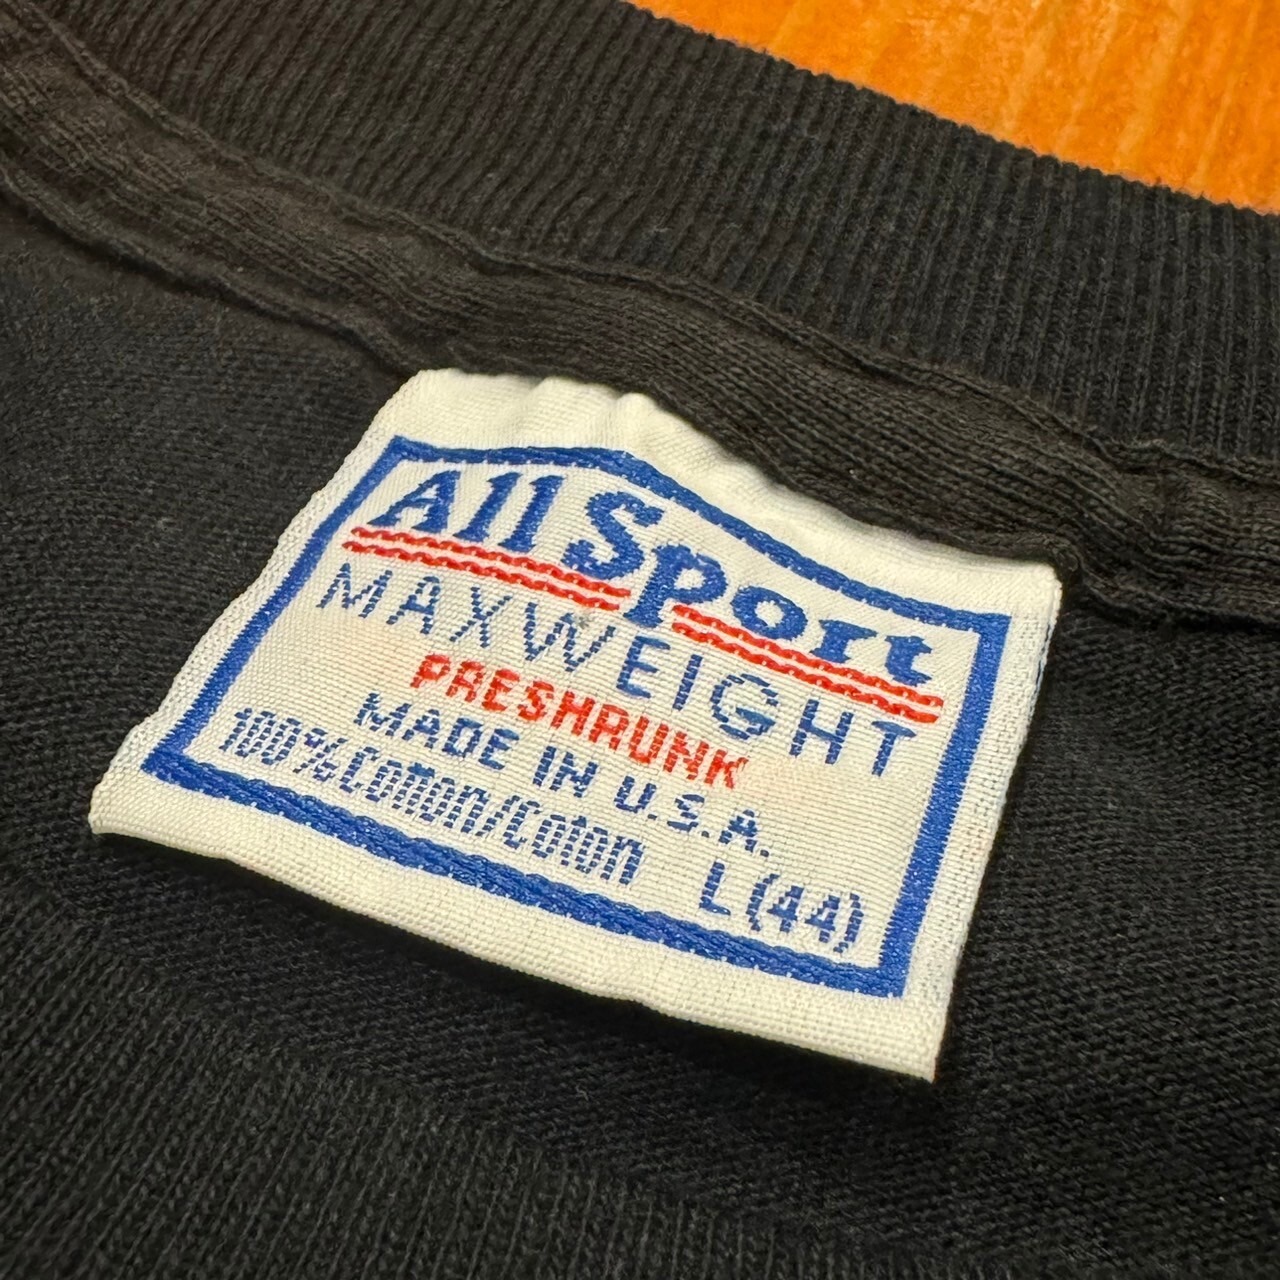 All Sport
MAXWEIGHT
PRESHRUNK
MADE IN U.S.A.
100% Cotton/Coton L (44)